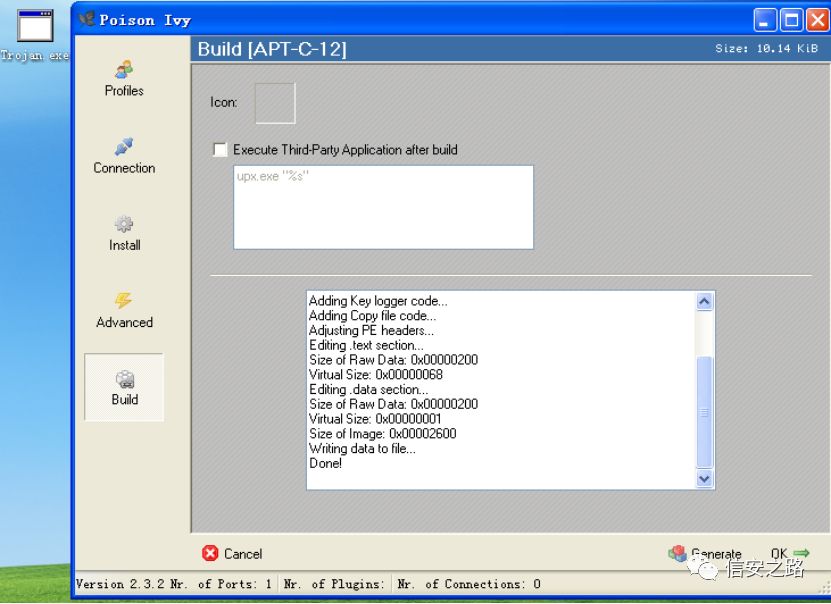 Trojan.exe
Poison Ivy
Build [APT-C-12]
Size: 10.14 KiB
Profiles
Connection
Install
Advanced
Build
Icon:
Execute Third-Party Application after build
upx.exe "%s"
Adding Key logger code...
Adding Copy file code...
Adjusting PE headers...
Editing .text section...
Size of Raw Data: 0x00000200
Virtual Size: 0x00000068
Editing .data section...
Size of Raw Data: 0x00000200
Virtual Size: 0x00000001
Size of Image: 0x00002600
Writing data to file...
Done!
Cancel
Generate
OK
信安之路
Version 2.3.2 Nr. of Ports: 1 Nr. of Plugins: Nr. of Connections: 0